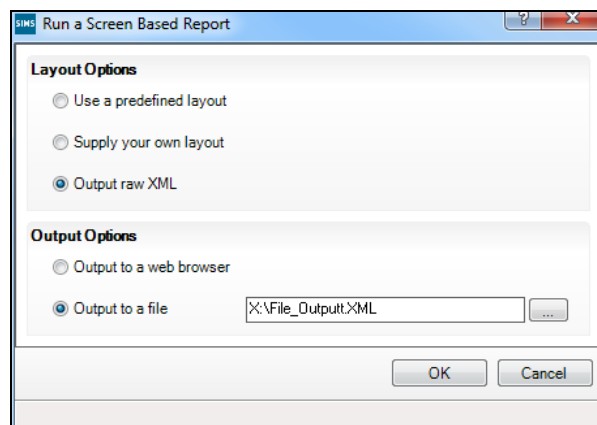 SIMS Run a Screen Based Report ? X
Layout Options
Use a predefined layout
Supply your own layout
Output raw XML
Output Options
Output to a web browser
Output to a file X:\File_Outputt.XML ...
OK Cancel